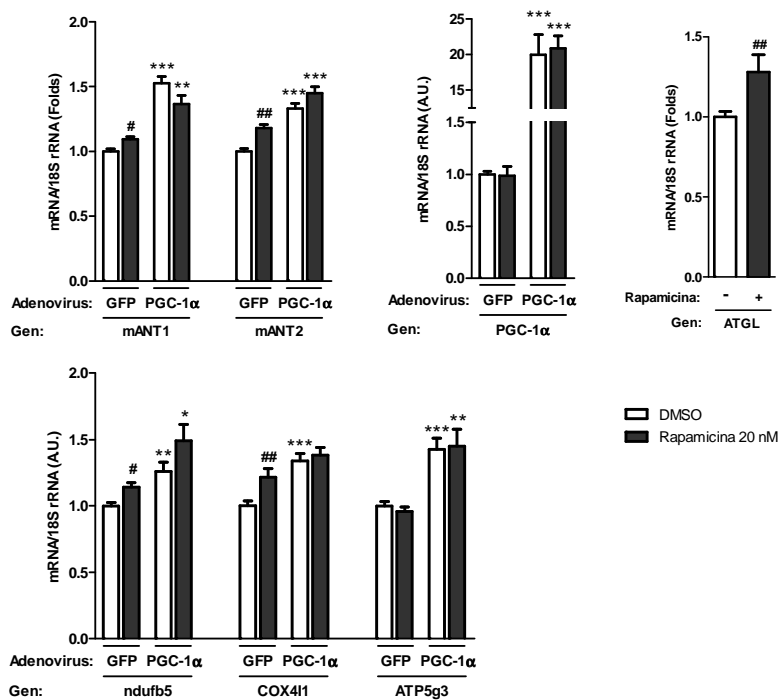 mRNA/18S rRNA (Folds)
2.0
1.5
1.0
0.5
0.0
# *** ** ## *** ***
Adenovirus: GFP PGC-1α GFP PGC-1α
Gen: mANT1 mANT2
mRNA/18S rRNA (A.U.)
25
20
15
1.0
0.5
0.0
*** ***
Adenovirus: GFP PGC-1α
Gen: PGC-1α
mRNA/18S rRNA (Folds)
1.5
1.0
0.5
0.0
##
Rapamicina: - +
Gen: ATGL
mRNA/18S rRNA (A.U.)
2.0
1.5
1.0
0.5
0.0
# ** * ## *** *** **
Adenovirus: GFP PGC-1α GFP PGC-1α GFP PGC-1α
Gen: ndufb5 COX4I1 ATP5g3
DMSO
Rapamicina 20 nM